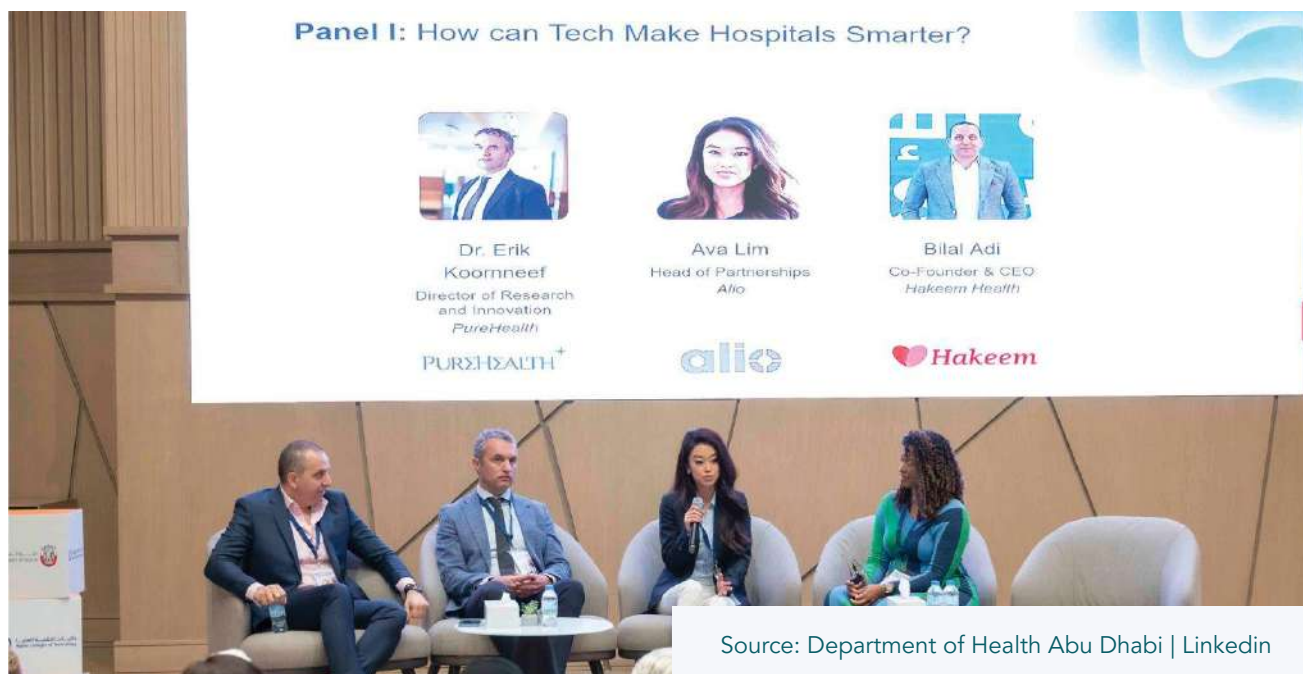 Panel I: How can Tech Make Hospitals Smarter?
Dr. Erik
Koornneef
Director of Research
and Innovation
PureHealth
PURΣHΣALTH+
Ava Lim
Head of Partnerships
Alio
alio
Bilal Adi
Co-Founder & CEO
Hakeem Health
Hakeem
Source: Department of Health Abu Dhabi | Linkedin